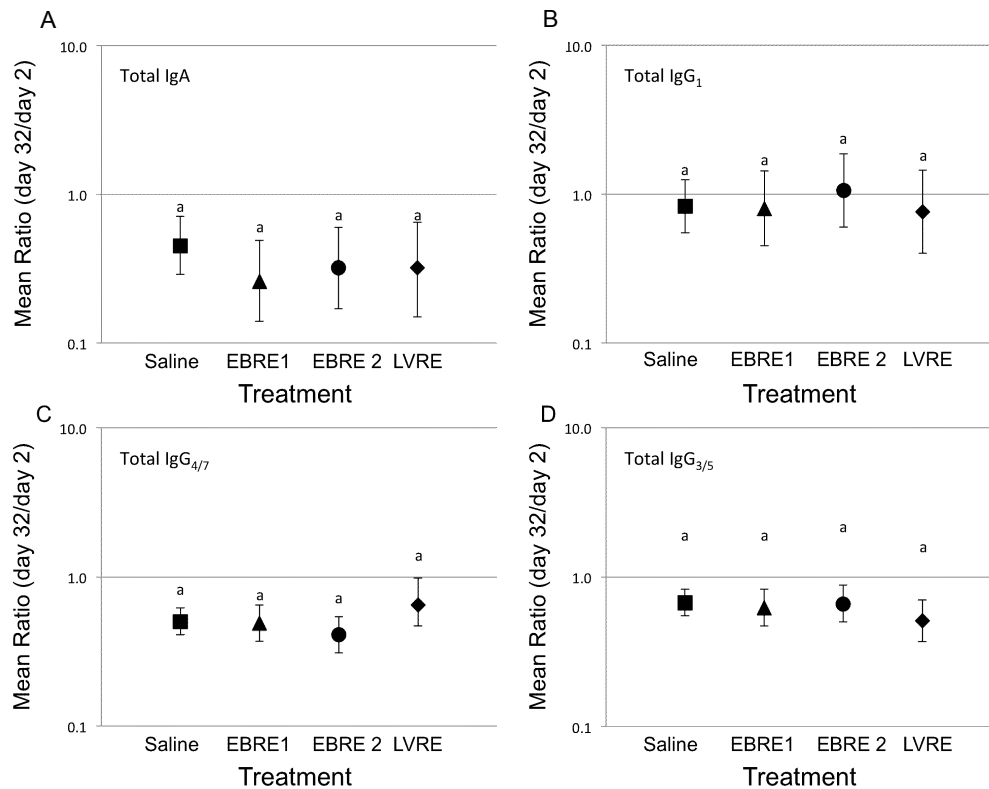 A
Mean Ratio (day 32/day 2)
10.0
1.0
0.1
Total IgA
a
a
a
a
Saline EBRE1 EBRE 2 LVRE
Treatment
B
Mean Ratio (day 32/day 2)
10.0
1.0
0.1
Total IgG1
a
a
a
a
Saline EBRE1 EBRE 2 LVRE
Treatment
C
Mean Ratio (day 32/day 2)
10.0
1.0
0.1
Total IgG4/7
a
a
a
a
Saline EBRE1 EBRE 2 LVRE
Treatment
D
Mean Ratio (day 32/day 2)
10.0
1.0
0.1
Total IgG3/5
a
a
a
a
Saline EBRE1 EBRE 2 LVRE
Treatment